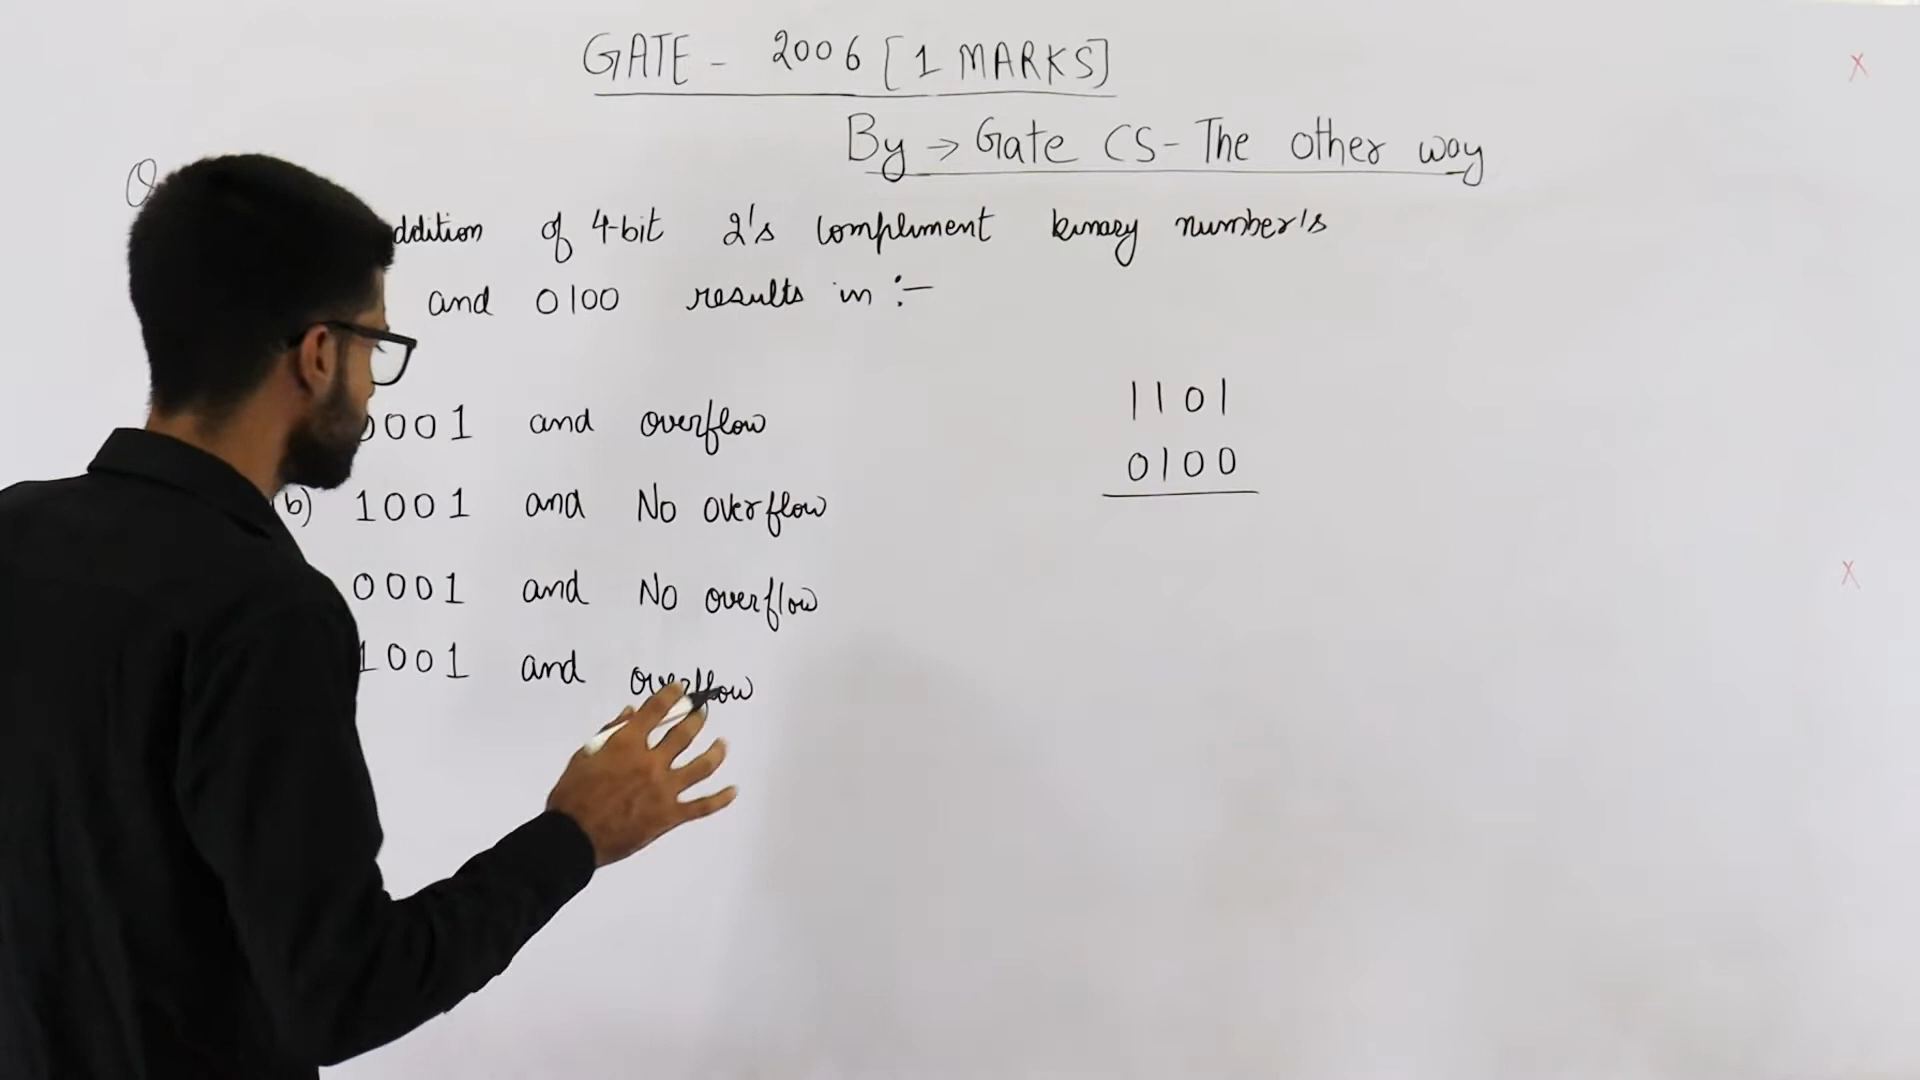 GATE - 2006 [1 MARKS]
By → Gate CS - The other way
Q
ddition of 4-bit 2's compliment binary number's
and 0100 results in :-
0001 and overflow
(b) 1001 and No overflow
0001 and No overflow
1001 and overflow
1101
0100
X
X